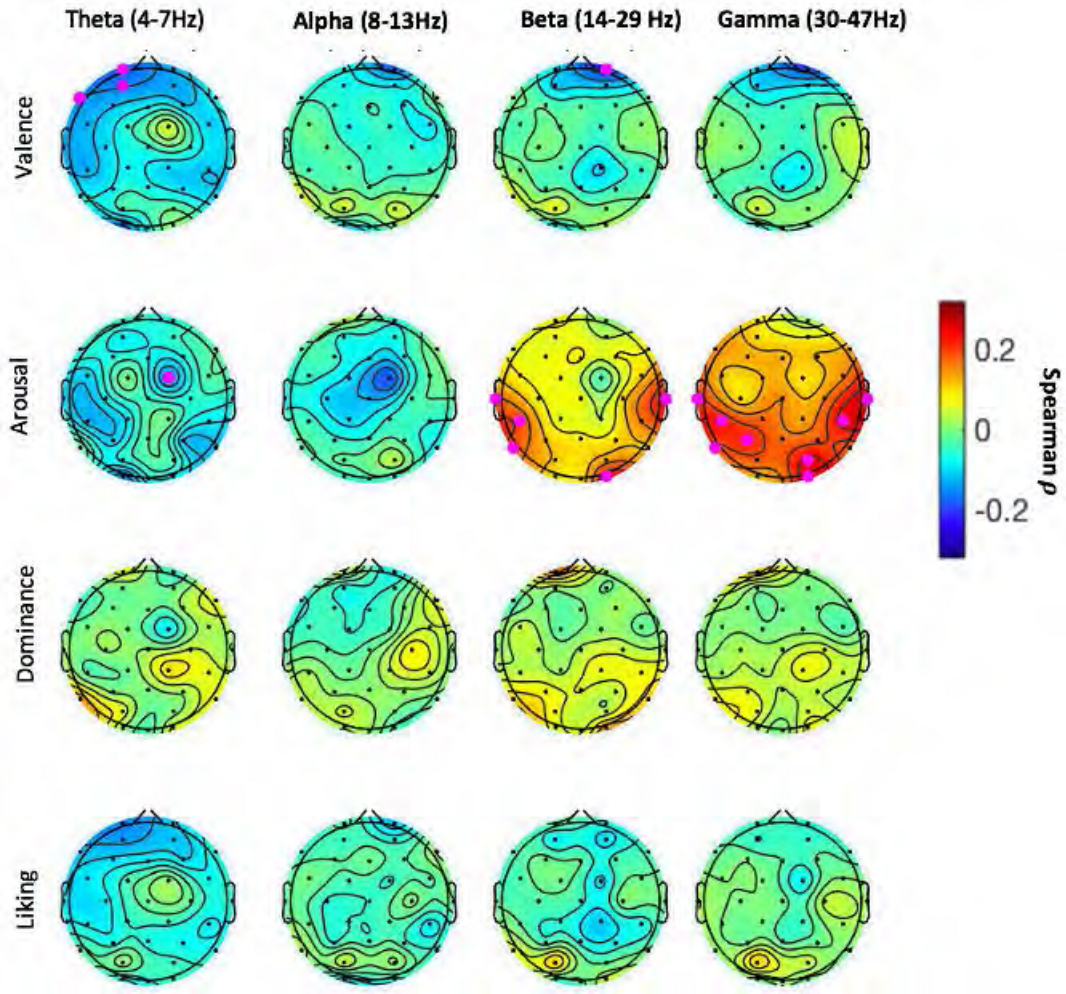 Theta (4-7Hz) Alpha (8-13Hz) Beta (14-29 Hz) Gamma (30-47Hz)
Valence
Arousal
0.2
0
-0.2
Spearman ρ
Dominance
Liking